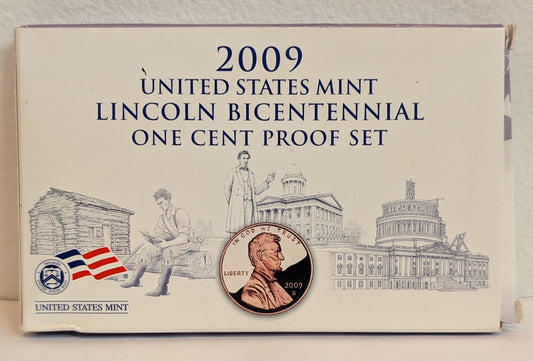 2009
UNITED STATES MINT
LINCOLN BICENTENNIAL
ONE CENT PROOF SET
IN GOD WE TRUST
LIBERTY
2009
S
UNITED STATES MINT